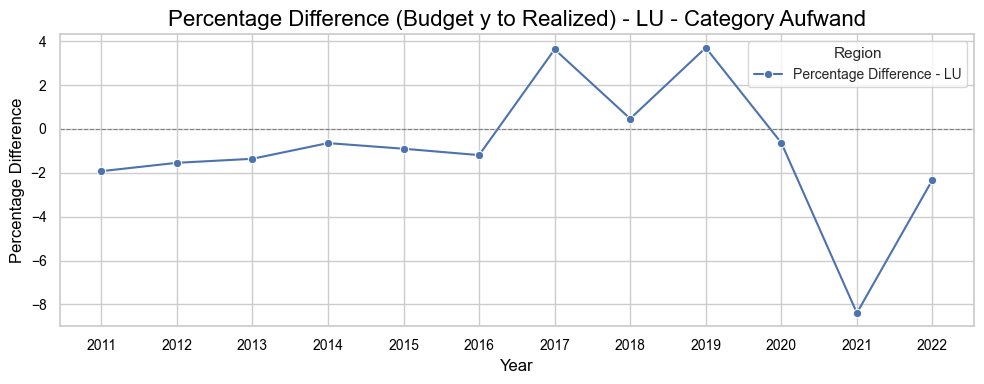 Percentage Difference (Budget y to Realized) - LU - Category Aufwand
Percentage Difference
4
2
0
−2
−4
−6
−8
Region
Percentage Difference - LU
2011 2012 2013 2014 2015 2016 2017 2018 2019 2020 2021 2022
Year